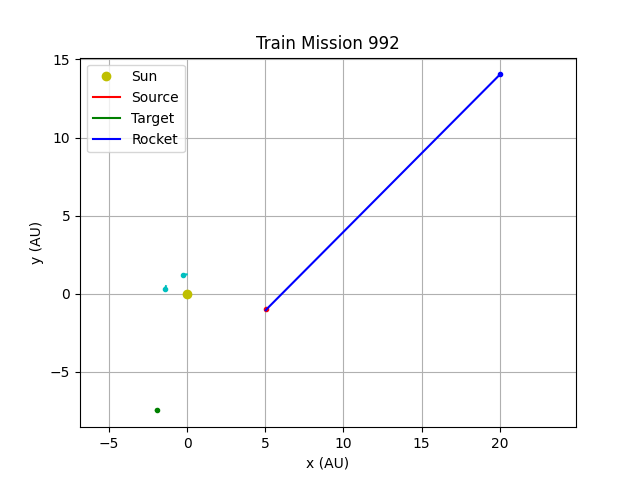 Train Mission 992
Sun
Source
Target
Rocket
15
10
5
0
−5
y (AU)
−5 0 5 10 15 20
x (AU)